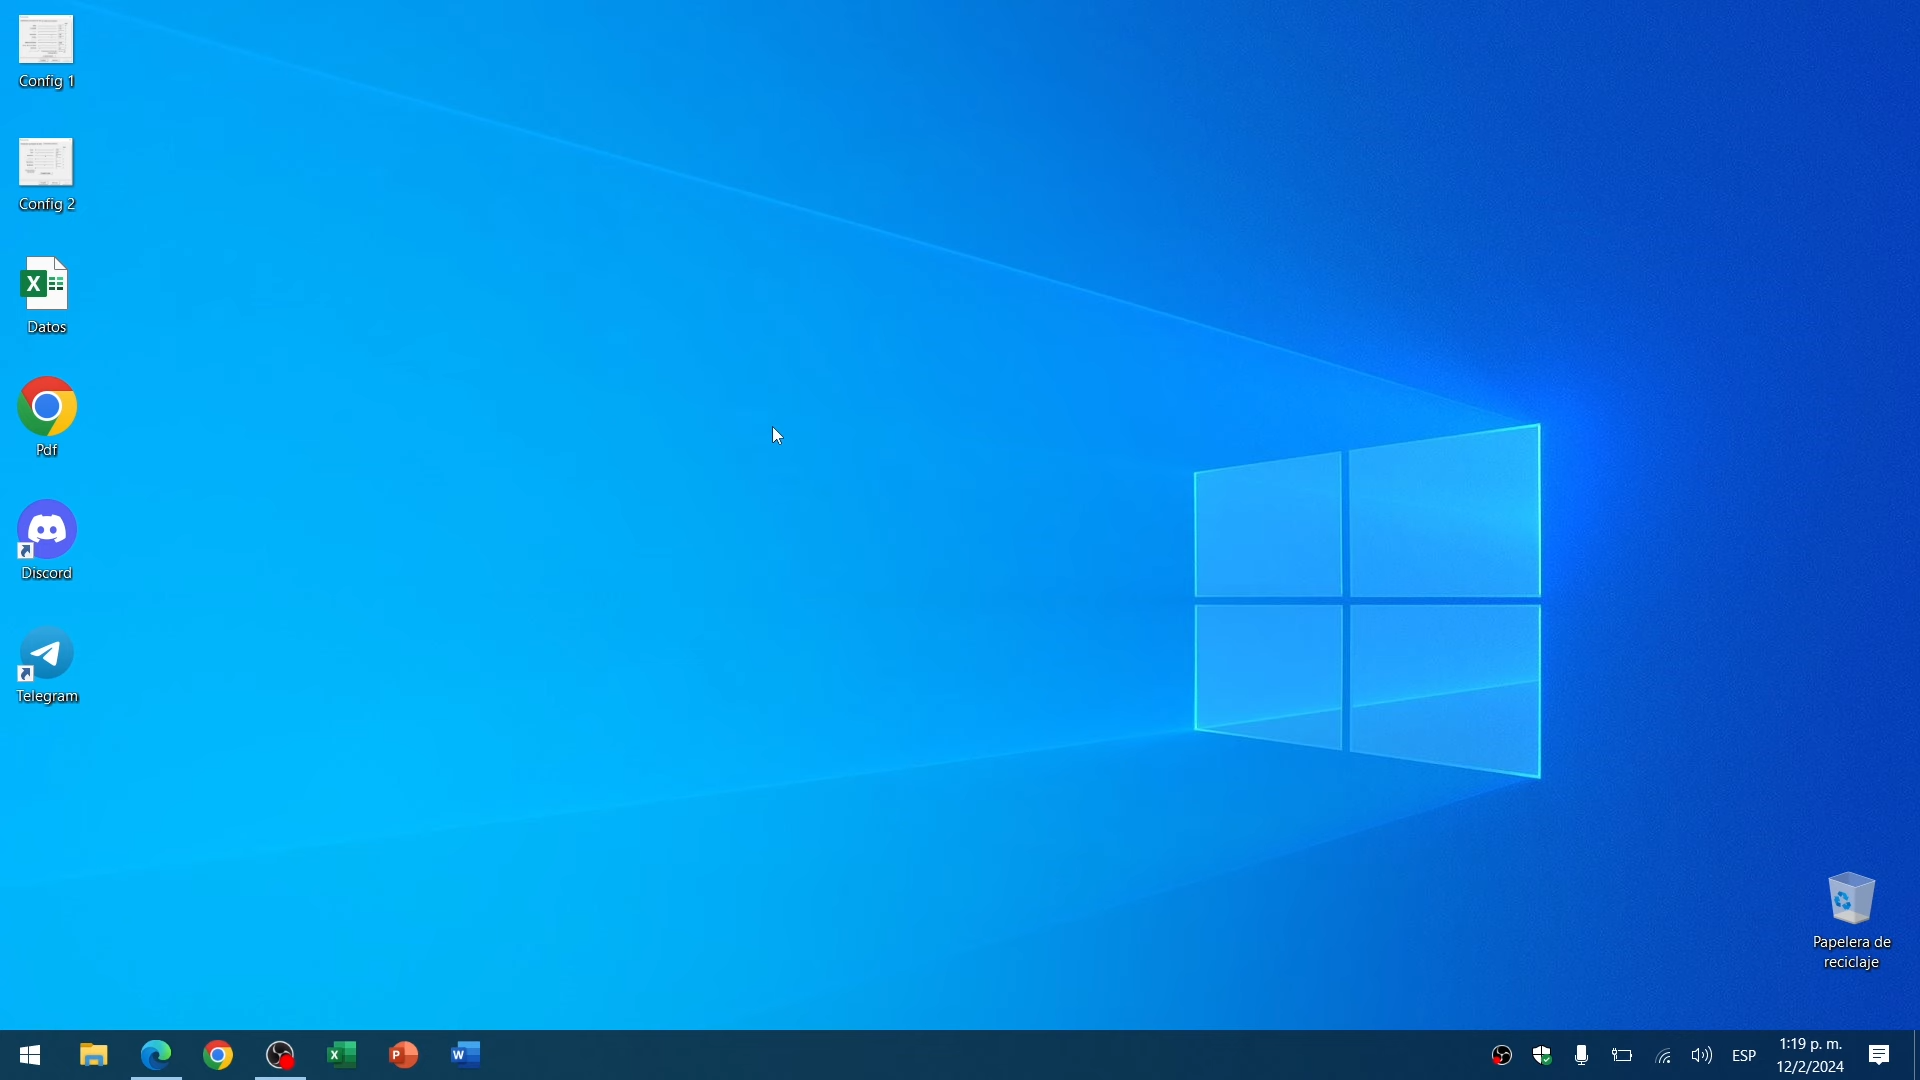 Config 1
Config 2
Datos
Pdf
Discord
Telegram
Papelera de
reciclaje
ESP
1:19 p. m.
12/2/2024